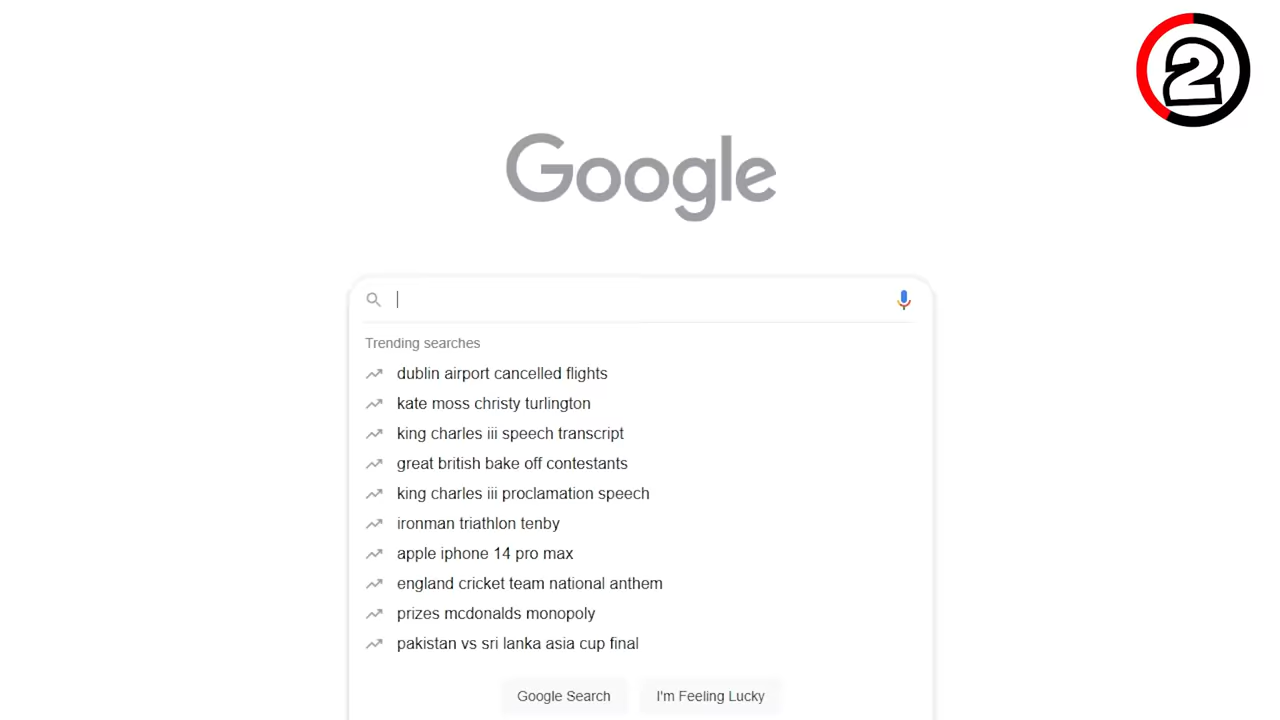 2
Google
Trending searches
dublin airport cancelled flights
kate moss christy turlington
king charles iii speech transcript
great british bake off contestants
king charles iii proclamation speech
ironman triathlon tenby
apple iphone 14 pro max
england cricket team national anthem
prizes mcdonalds monopoly
pakistan vs sri lanka asia cup final
Google Search
I'm Feeling Lucky